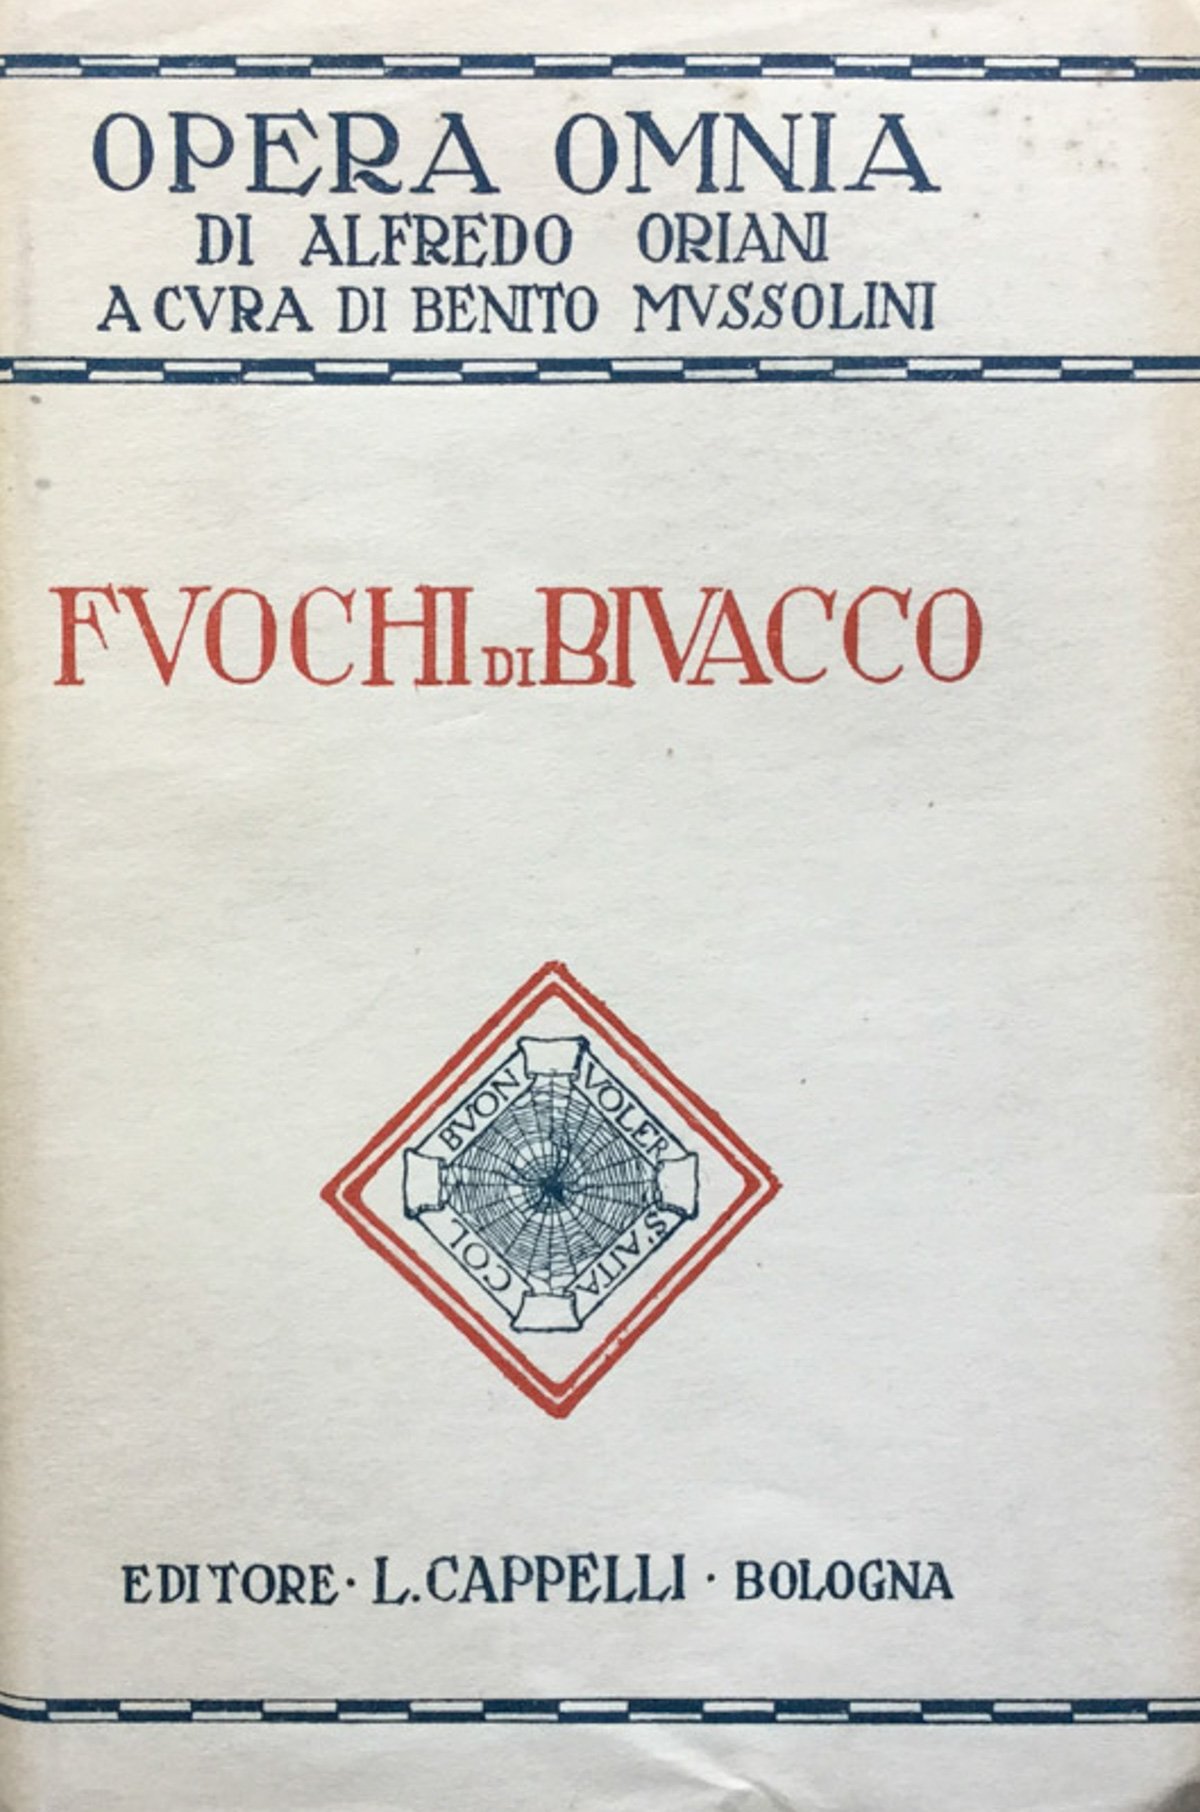 OPERA OMNIA
DI ALFREDO ORIANI
A CVRA DI BENITO MVSSOLINI
FVOCHI DI BIVACCO
COL BVON VOLER S'AITA
EDITORE · L. CAPPELLI · BOLOGNA